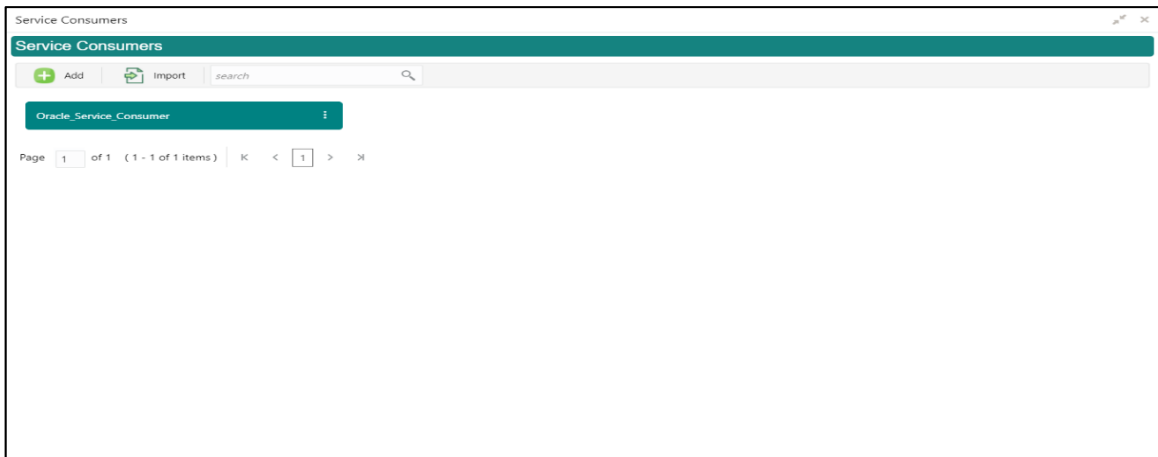 Service Consumers
Service Consumers
Add Import search
Oracle_Service_Consumer
Page 1 of 1 ( 1 - 1 of 1 items ) 1